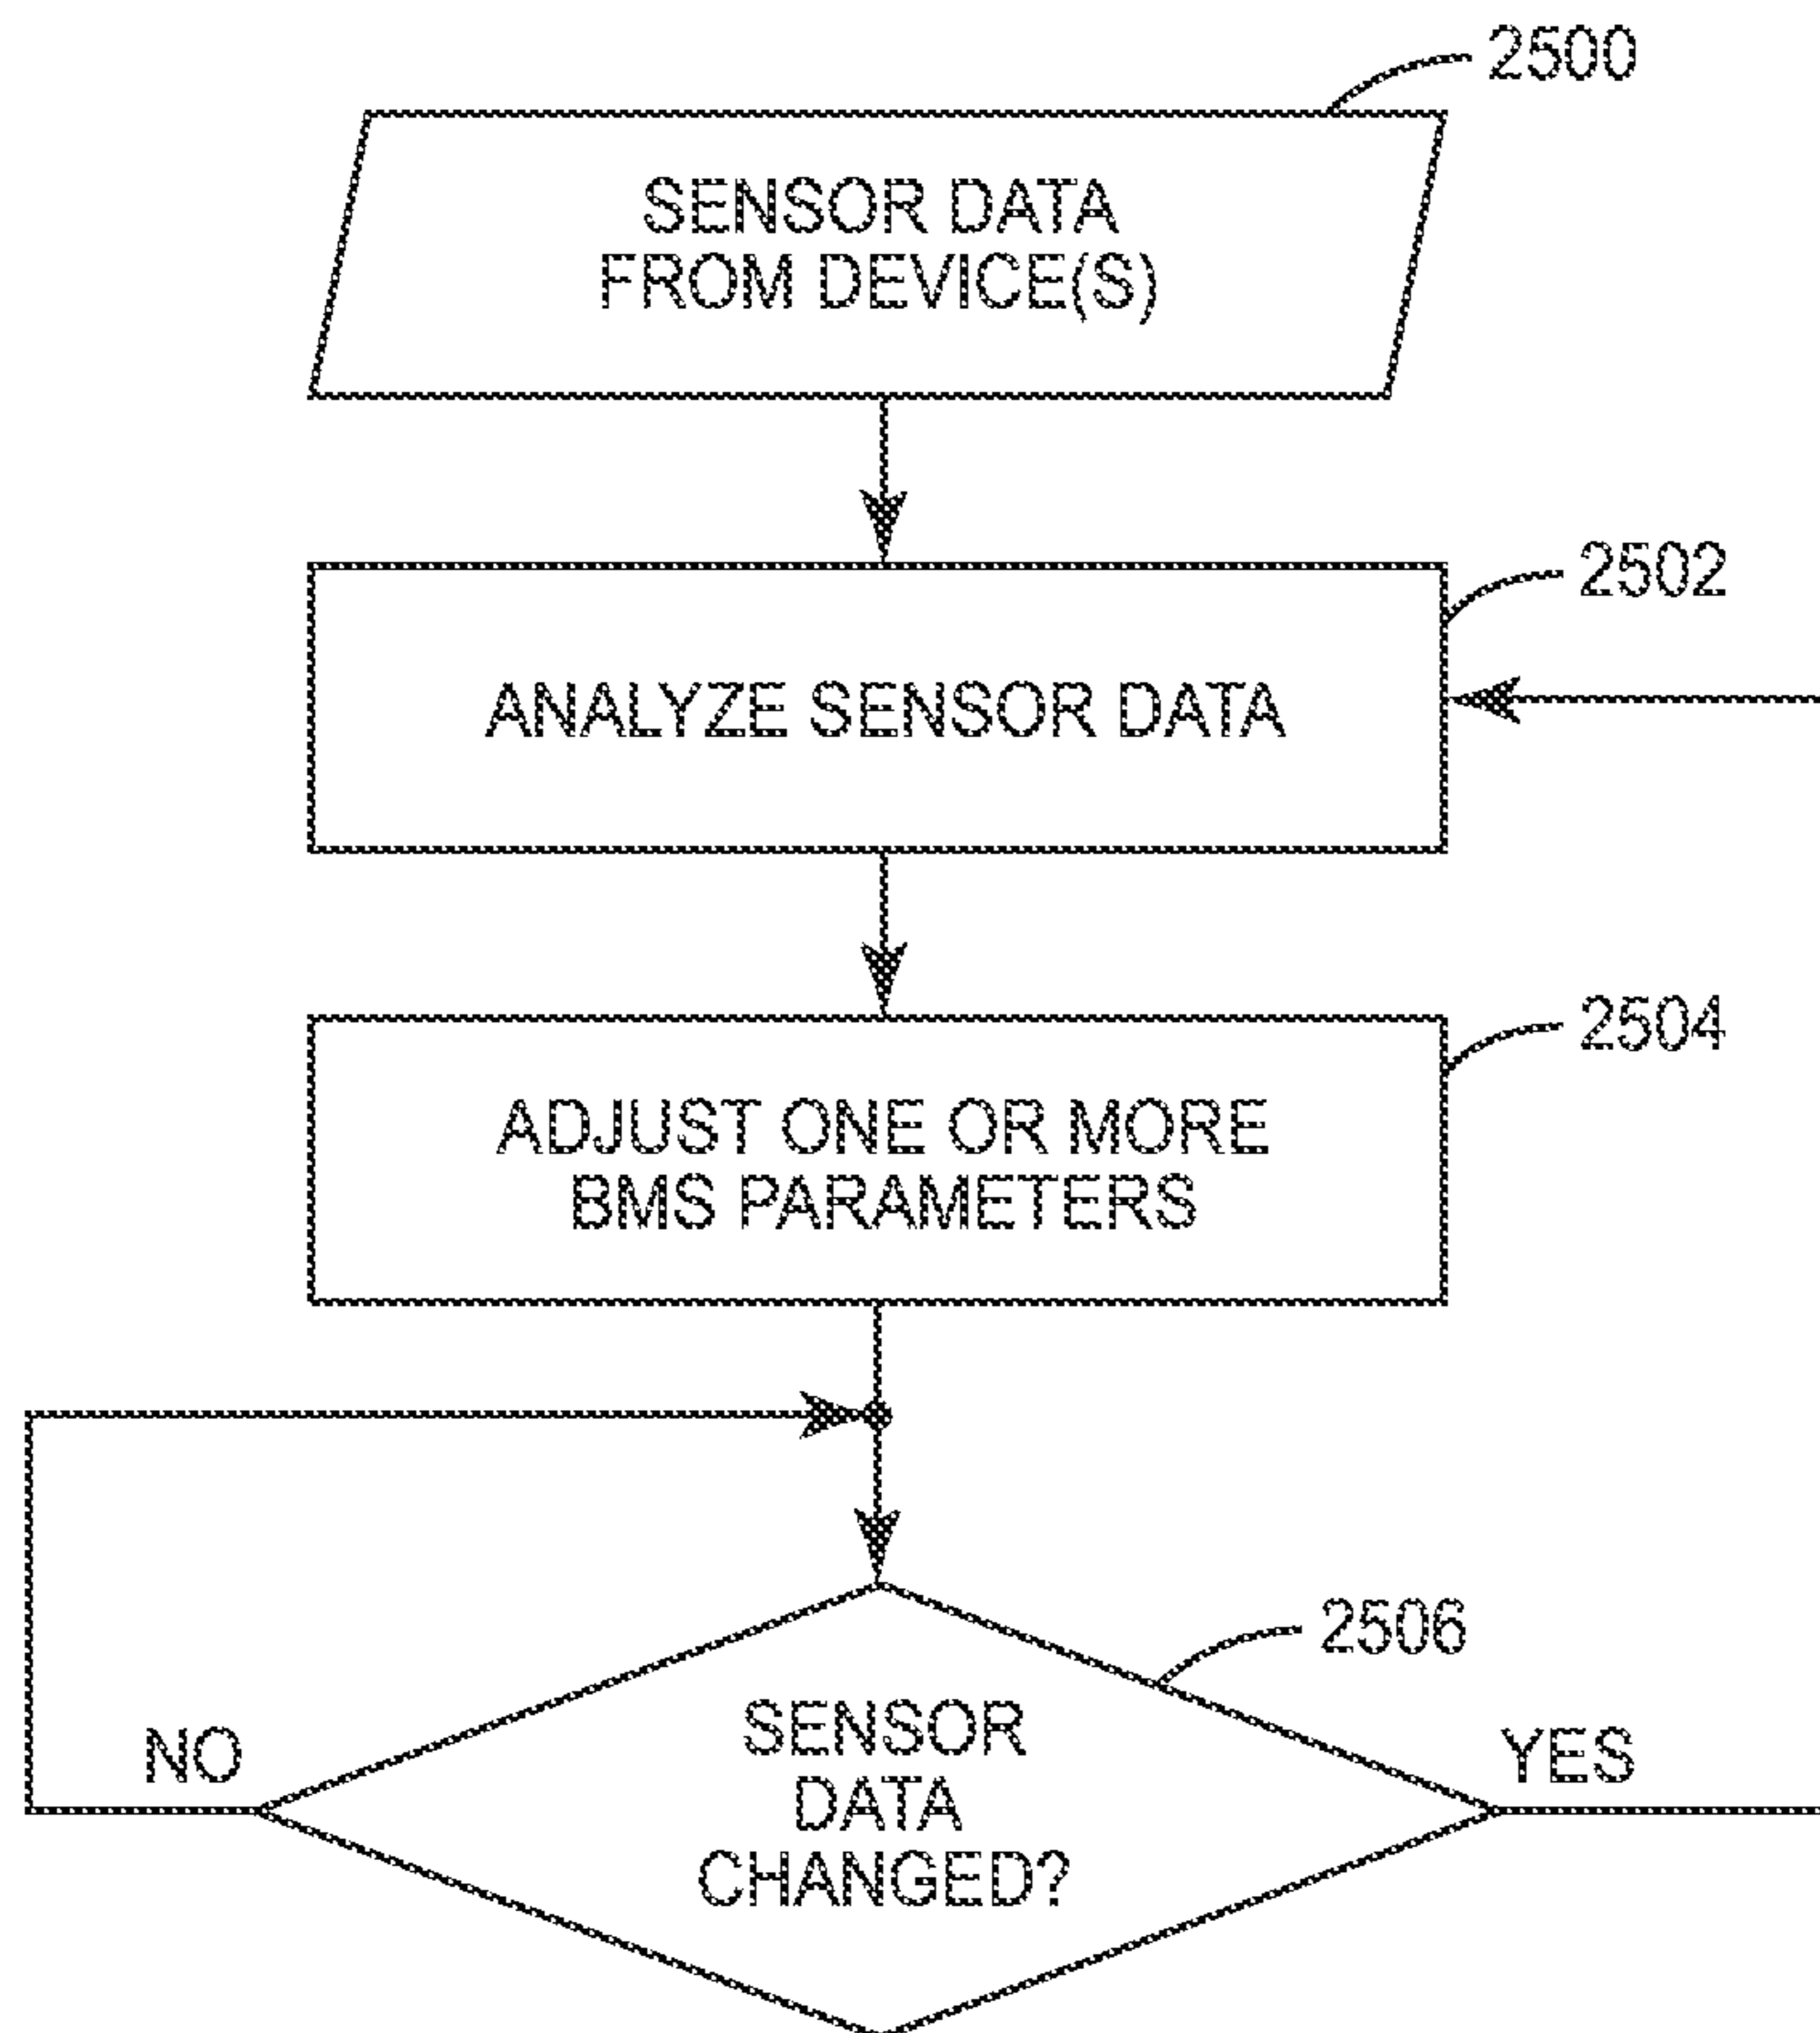 2500
SENSOR DATA
FROM DEVICE(S)
2502
ANALYZE SENSOR DATA
2504
ADJUST ONE OR MORE
BMS PARAMETERS
2506
SENSOR
DATA
CHANGED?
NO
YES